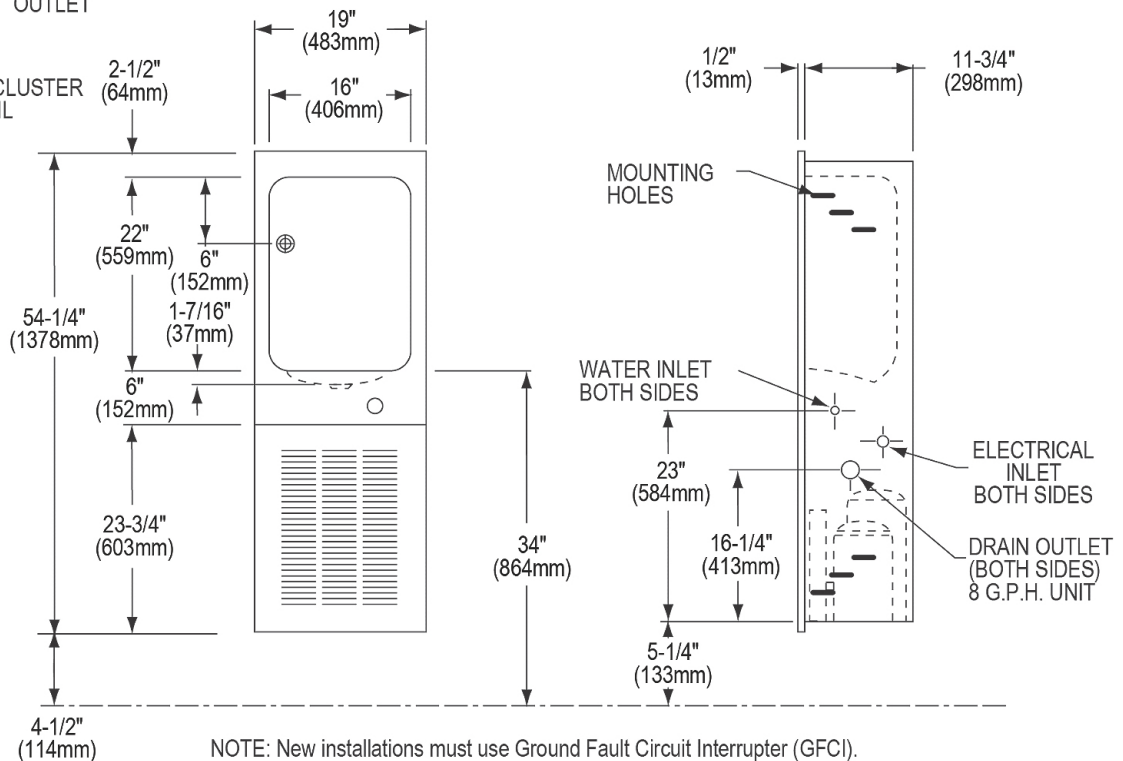 OUTLET
CLUSTER
19"
(483mm)
2-1/2"
(64mm)
16"
(406mm)
1/2"
(13mm)
11-3/4"
(298mm)
MOUNTING
HOLES
22"
(559mm)
6"
(152mm)
1-7/16"
(37mm)
54-1/4"
(1378mm)
6"
(152mm)
WATER INLET
BOTH SIDES
23"
(584mm)
ELECTRICAL
INLET
BOTH SIDES
23-3/4"
(603mm)
34"
(864mm)
16-1/4"
(413mm)
DRAIN OUTLET
(BOTH SIDES)
8 G.P.H. UNIT
5-1/4"
(133mm)
4-1/2"
(114mm)
NOTE: New installations must use Ground Fault Circuit Interrupter (GFCI).